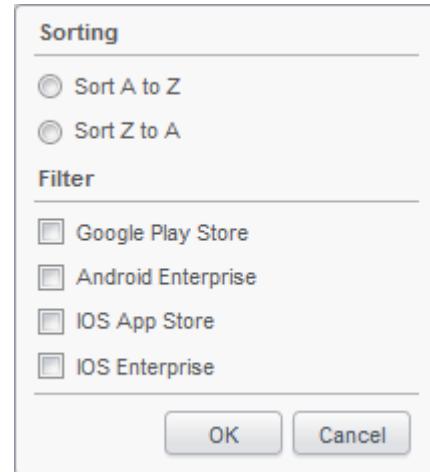 Sorting
Sort A to Z
Sort Z to A
Filter
Google Play Store
Android Enterprise
IOS App Store
IOS Enterprise
OK Cancel